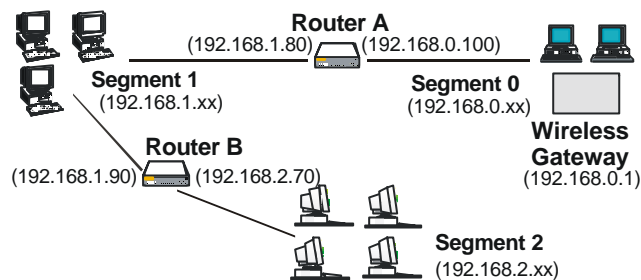 Router A
(192.168.1.80) (192.168.0.100)
Segment 1
(192.168.1.xx)
Segment 0
(192.168.0.xx)
Wireless
Gateway
(192.168.0.1)
Router B
(192.168.1.90) (192.168.2.70)
Segment 2
(192.168.2.xx)